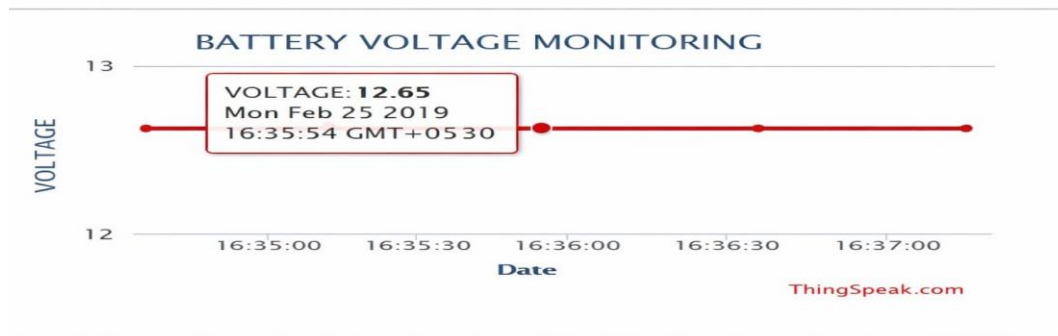 BATTERY VOLTAGE MONITORING
13
VOLTAGE: 12.65
Mon Feb 25 2019
16:35:54 GMT+0530
VOLTAGE
12
16:35:00 16:35:30 16:36:00 16:36:30 16:37:00
Date
ThingSpeak.com